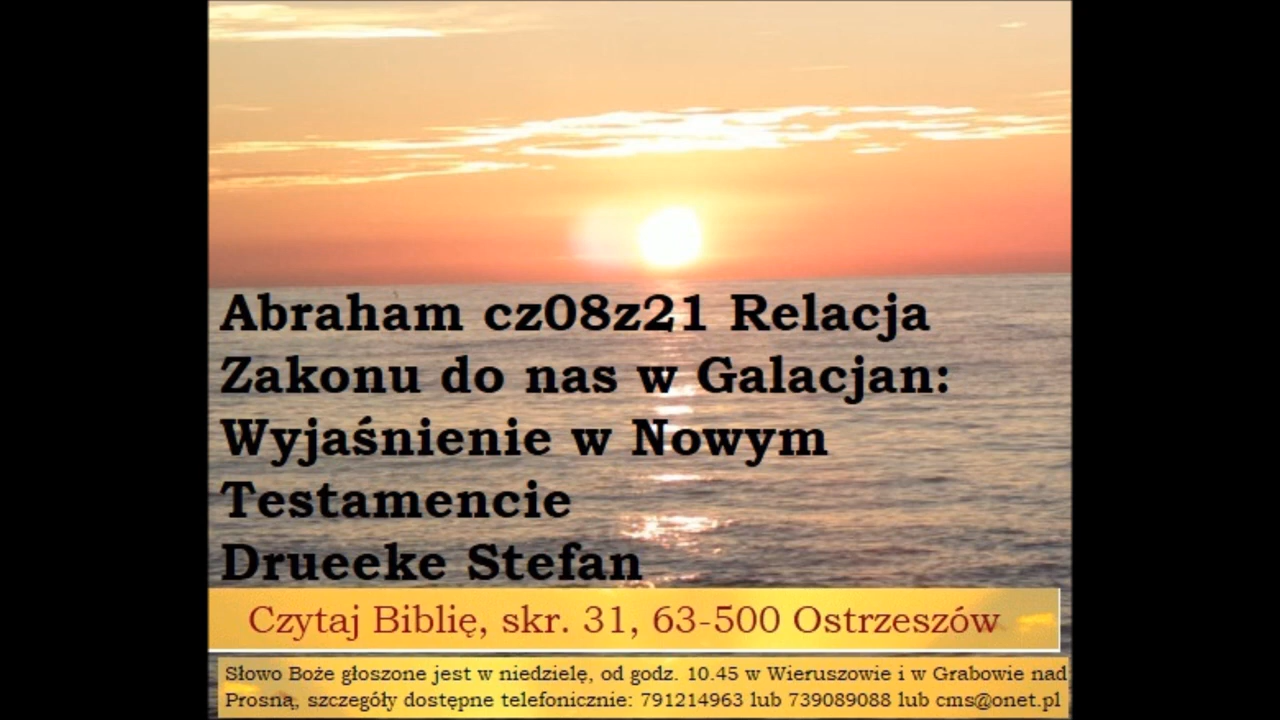 Abraham cz08z21 Relacja
Zakonu do nas w Galacjan:
Wyjaśnienie w Nowym
Testamencie
Drueeke Stefan
Czytaj Biblię, skr. 31, 63-500 Ostrzeszów
Słowo Boże głoszone jest w niedzielę, od godz. 10.45 w Wieruszowie i w Grabowie nad
Prosną, szczegóły dostępne telefonicznie: 791214963 lub 739089088 lub cms@onet.pl